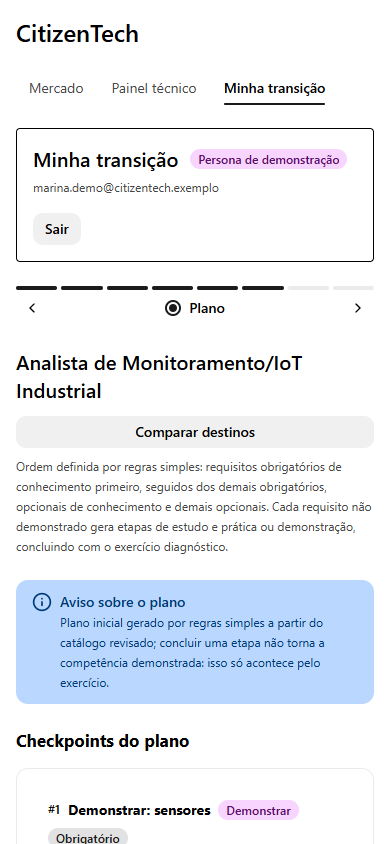 CitizenTech
Mercado Painel técnico Minha transição
Minha transição Persona de demonstração
marina.demo@citizentech.exemplo
Sair
Plano
Analista de Monitoramento/IoT
Industrial
Comparar destinos
Ordem definida por regras simples: requisitos obrigatórios de
conhecimento primeiro, seguidos dos demais obrigatórios,
opcionais de conhecimento e demais opcionais. Cada requisito não
demonstrado gera etapas de estudo e prática ou demonstração,
concluindo com o exercício diagnóstico.
Aviso sobre o plano
Plano inicial gerado por regras simples a partir do
catálogo revisado; concluir uma etapa não torna a
competência demonstrada: isso só acontece pelo
exercício.
Checkpoints do plano
#1 Demonstrar: sensores Demonstrar
Obrigatório